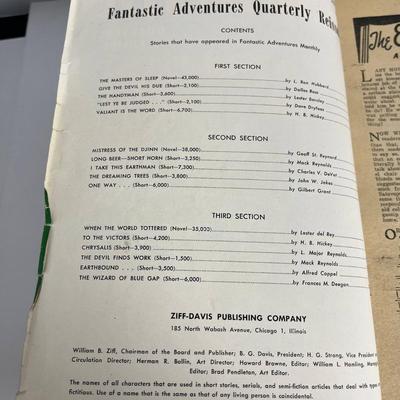 Fantastic Adventures Quarterly
CONTENTS
Stories that have appeared in Fantastic Adventures Monthly
FIRST SECTION
THE MASTERS OF SLEEP (Novel—43,000) by L. Ron Hubbard
GIVE THE DEVIL HIS DUE (Short—2,100) by Dallas Ross
THE HANDYMAN (Short—3,600) by Lester Barclay
"LEST YE BE JUDGED . . ." (Short—2,100) by Dave Dryfoos
VALIANT IS THE WORD (Short—6,700) by H. B. Hickey
SECOND SECTION
MISTRESS OF THE DJINN (Novel—38,000) by Geoff St. Reynard
LONG BEER—SHORT HORN (Short—3,250) by Mack Reynolds
I TAKE THIS EARTHMAN (Short—7,300) by Charles V. DeVet
THE DREAMING TREES (Short—3,800) by John W. Jakes
ONE WAY . . . (Short—6,000) by Gilbert Grant
THIRD SECTION
WHEN THE WORLD TOTTERED (Novel—35,000) by Lester del Rey
TO THE VICTORS (Short—4,200) by H. B. Hickey
CHRYSALIS (Short—3,900) by L. Major Reynolds
THE DEVIL FINDS WORK (Short—1,500) by Mack Reynolds
EARTHBOUND . . . (Short—3,500) by Alfred Coppel
THE WIZARD OF BLUE GAP (Short—6,000) by Frances M. Deegan
ZIFF-DAVIS PUBLISHING COMPANY
185 North Wabash Avenue, Chicago 1, Illinois
William B. Ziff, Chairman of the Board and Publisher; B. G. Davis, President; H. G. Strong, Vice President
Circulation Director; Herman R. Bollin, Art Director; Howard Browne, Editor; William L. Hamling, Manag
Editor; Brad Pendleton, Art Editor.
The names of all characters that are used in short stories, serials, and semi-fiction articles that deal with type
fictitious. Use of a name that is the same as that of any living person is coincidental.
The